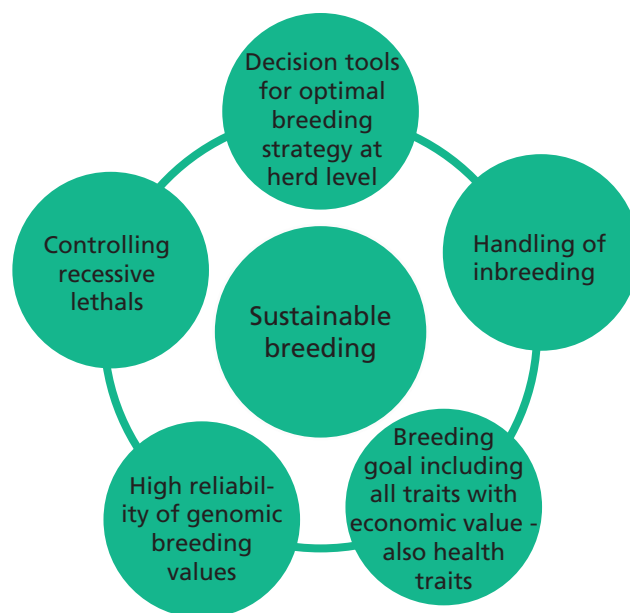 Decision tools
for optimal
breeding
strategy at
herd level
Handling of
inbreeding
Breeding
goal including
all traits with
economic value -
also health
traits
High reliabil-
ity of genomic
breeding
values
Controlling
recessive
lethals
Sustainable
breeding